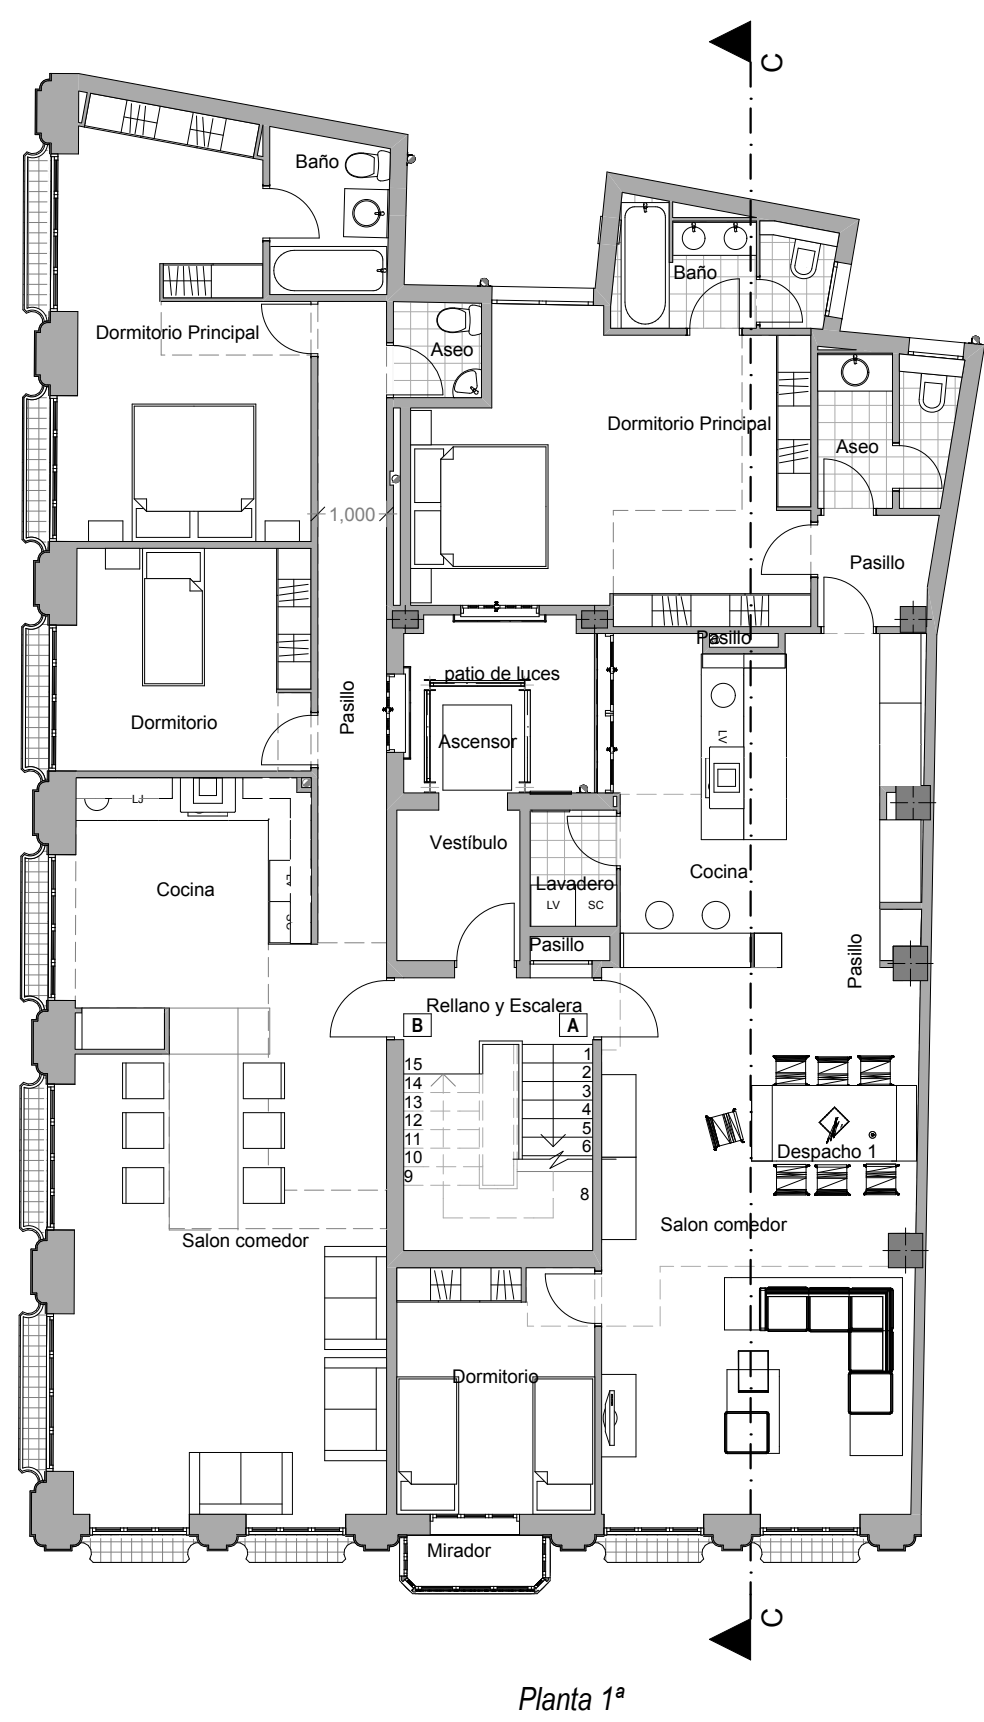 C
Baño
Baño
Dormitorio Principal
Aseo
Dormitorio Principal
Aseo
1,000
Pasillo
Pasillo
patio de luces
Pasillo
Dormitorio
Ascensor
LV
LJ
Vestíbulo
Cocina
Cocina
LV
SC
Lavadero
LV
SC
Pasillo
Pasillo
Rellano y Escalera
B
A
15
14
13
12
11
10
9
1
2
3
4
5
6
8
Despacho 1
Salon comedor
Salon comedor
Dormitorio
Mirador
C
Planta 1ª